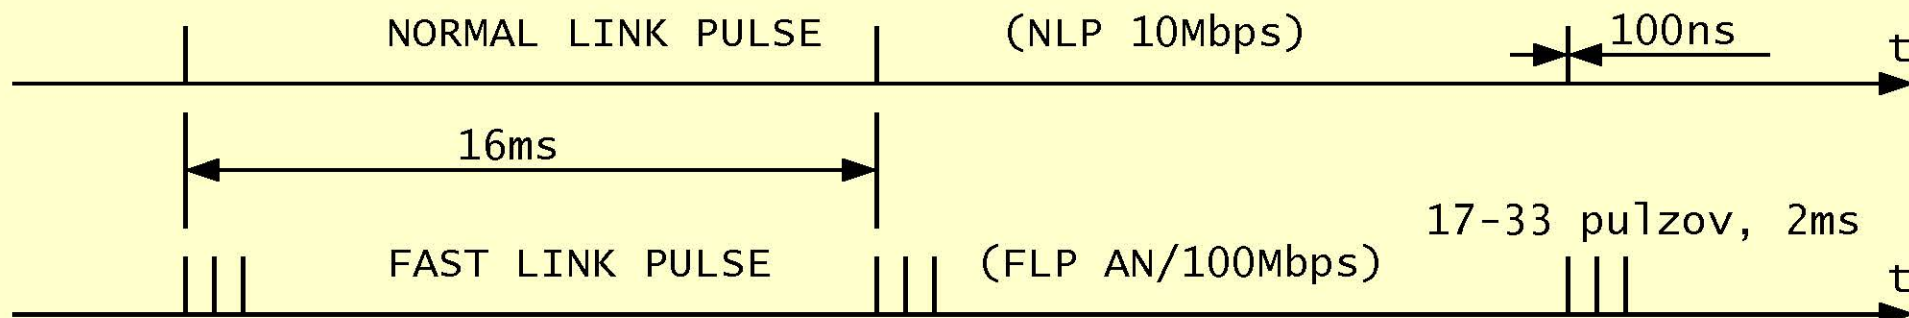 NORMAL LINK PULSE (NLP 10Mbps) 100ns t
16ms
17-33 pulzov, 2ms
FAST LINK PULSE (FLP AN/100Mbps) t